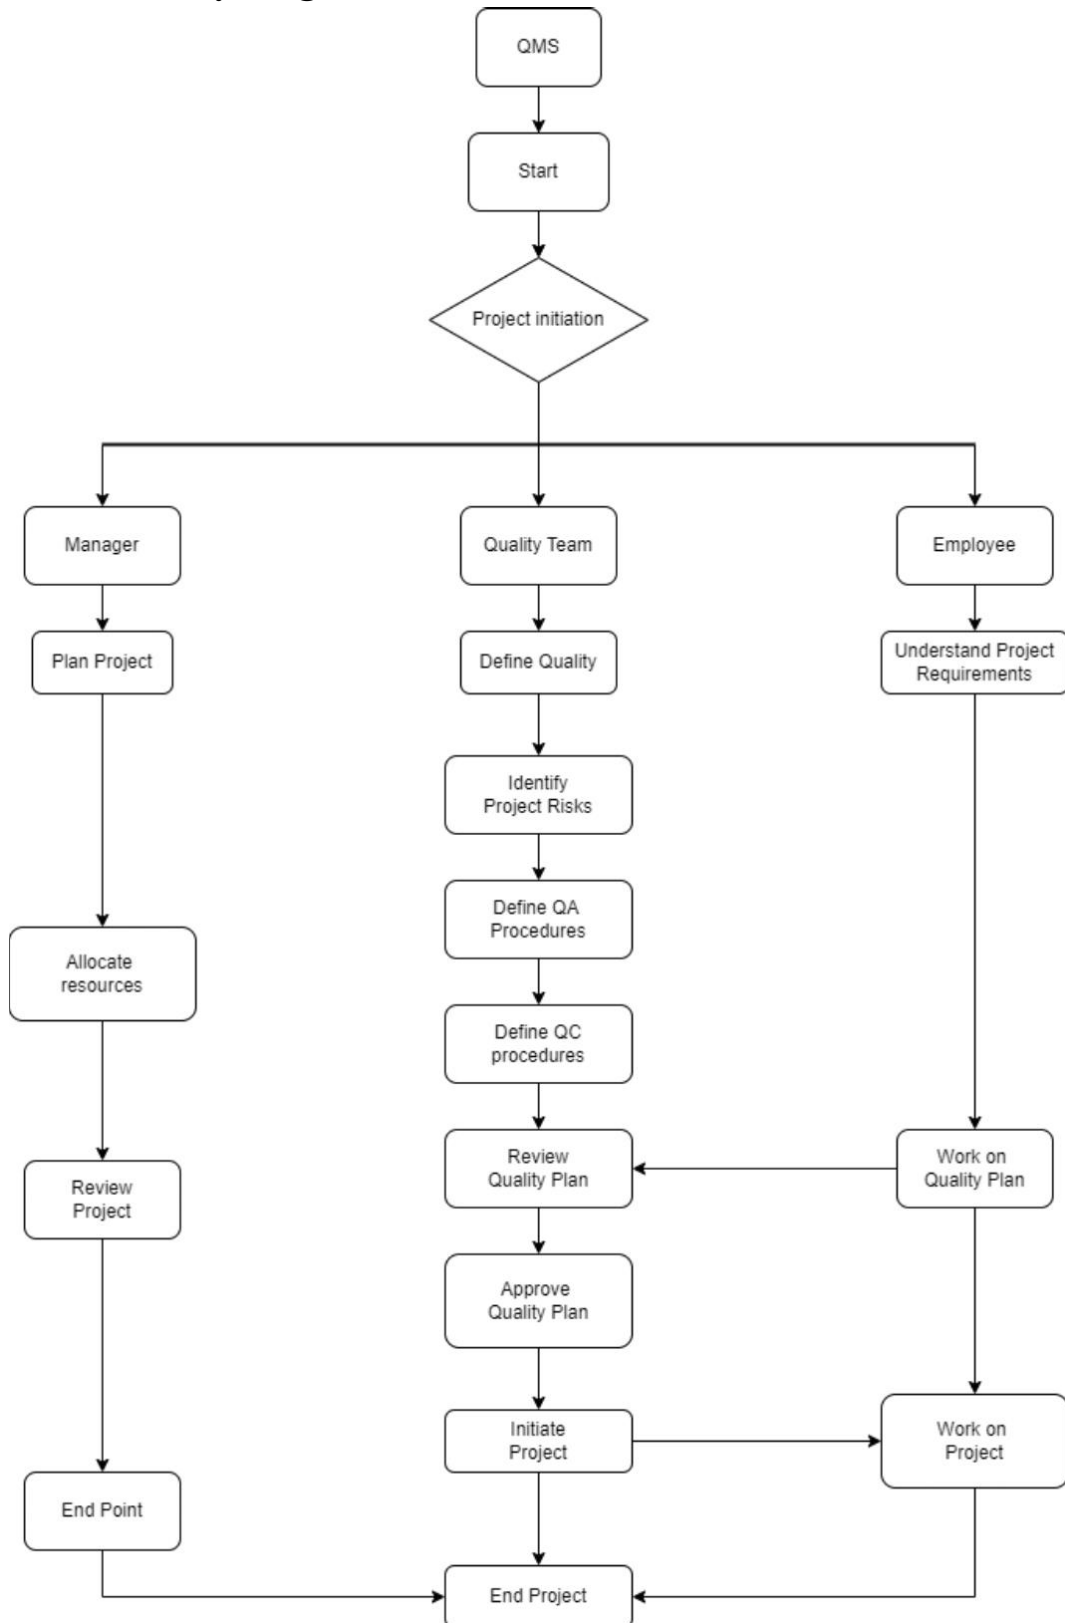 QMS
Start
Project initiation
Manager
Quality Team
Employee
Plan Project
Define Quality
Understand Project
Requirements
Identify
Project Risks
Define QA
Procedures
Allocate
resources
Define QC
procedures
Review
Quality Plan
Work on
Quality Plan
Review
Project
Approve
Quality Plan
Initiate
Project
Work on
Project
End Point
End Project